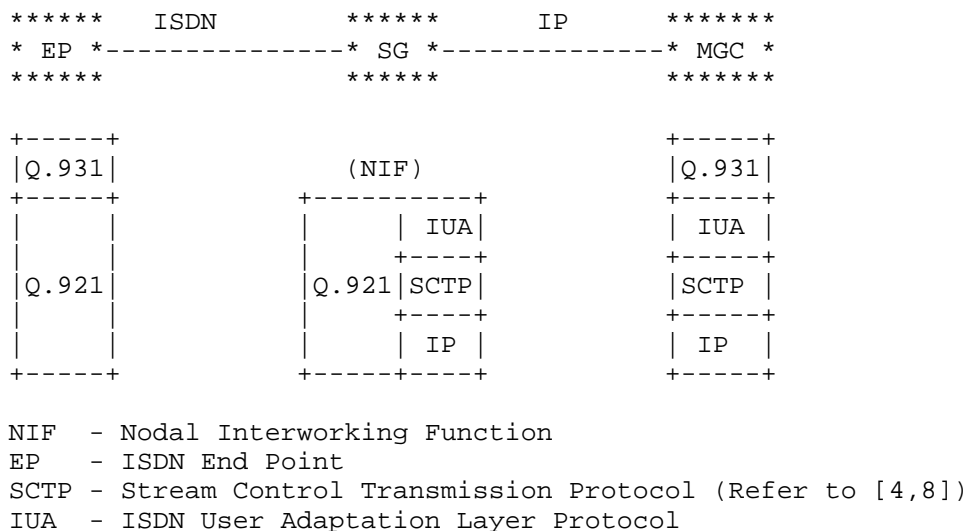 ******   ISDN        ******      IP       *******
* EP *---------------* SG *--------------* MGC *
******               ******               *******

+-----+                                   +-----+
|Q.931|              (NIF)                |Q.931|
+-----+           +----------+            +-----+
|     |           |     | IUA|            | IUA |
|     |           |     +----+            +-----+
|Q.921|           |Q.921|SCTP|            |SCTP |
|     |           |     +----+            +-----+
|     |           |     | IP |            | IP  |
+-----+           +-----+----+            +-----+

NIF  - Nodal Interworking Function
EP   - ISDN End Point
SCTP - Stream Control Transmission Protocol (Refer to [4,8])
IUA  - ISDN User Adaptation Layer Protocol